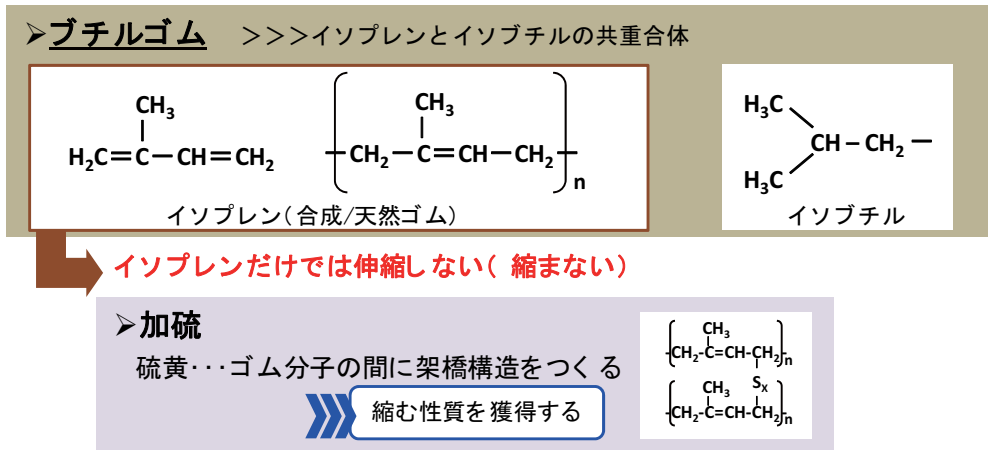 ➢ブチルゴム >>>イソプレンとイソブチルの共重合体
CH₃
H₂C=C-CH=CH₂
CH₃
-CH₂-C=CH-CH₂-
n
イソプレン(合成/天然ゴム)
H₃C
CH-CH₂-
H₃C
イソブチル
イソプレンだけでは伸縮しない( 縮まない)
➢加硫
硫黄・・・ゴム分子の間に架橋構造をつくる
縮む性質を獲得する
CH₃
-CH₂-C=CH-CH₂-n
CH₃ Sₓ
-CH₂-C=CH-CH₂-n